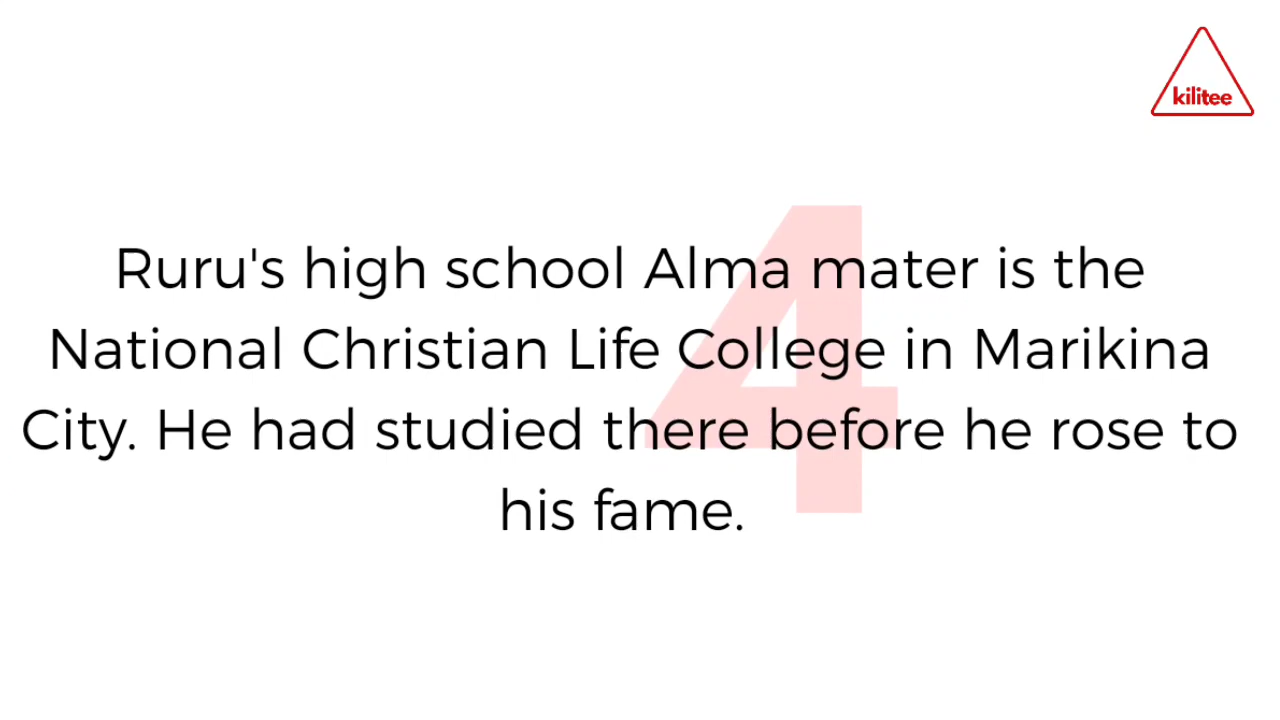 kilitee
4
Ruru's high school Alma mater is the
National Christian Life College in Marikina
City. He had studied there before he rose to
his fame.